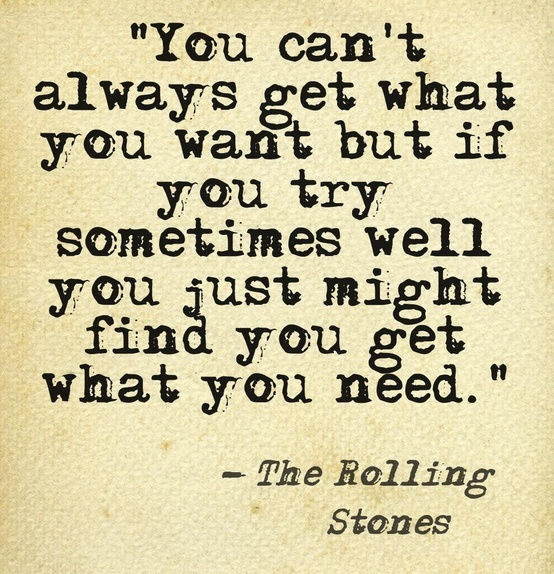 "You can't
always get what
you want but if
you try
sometimes well
you just might
find you get
what you need."
– The Rolling
Stones